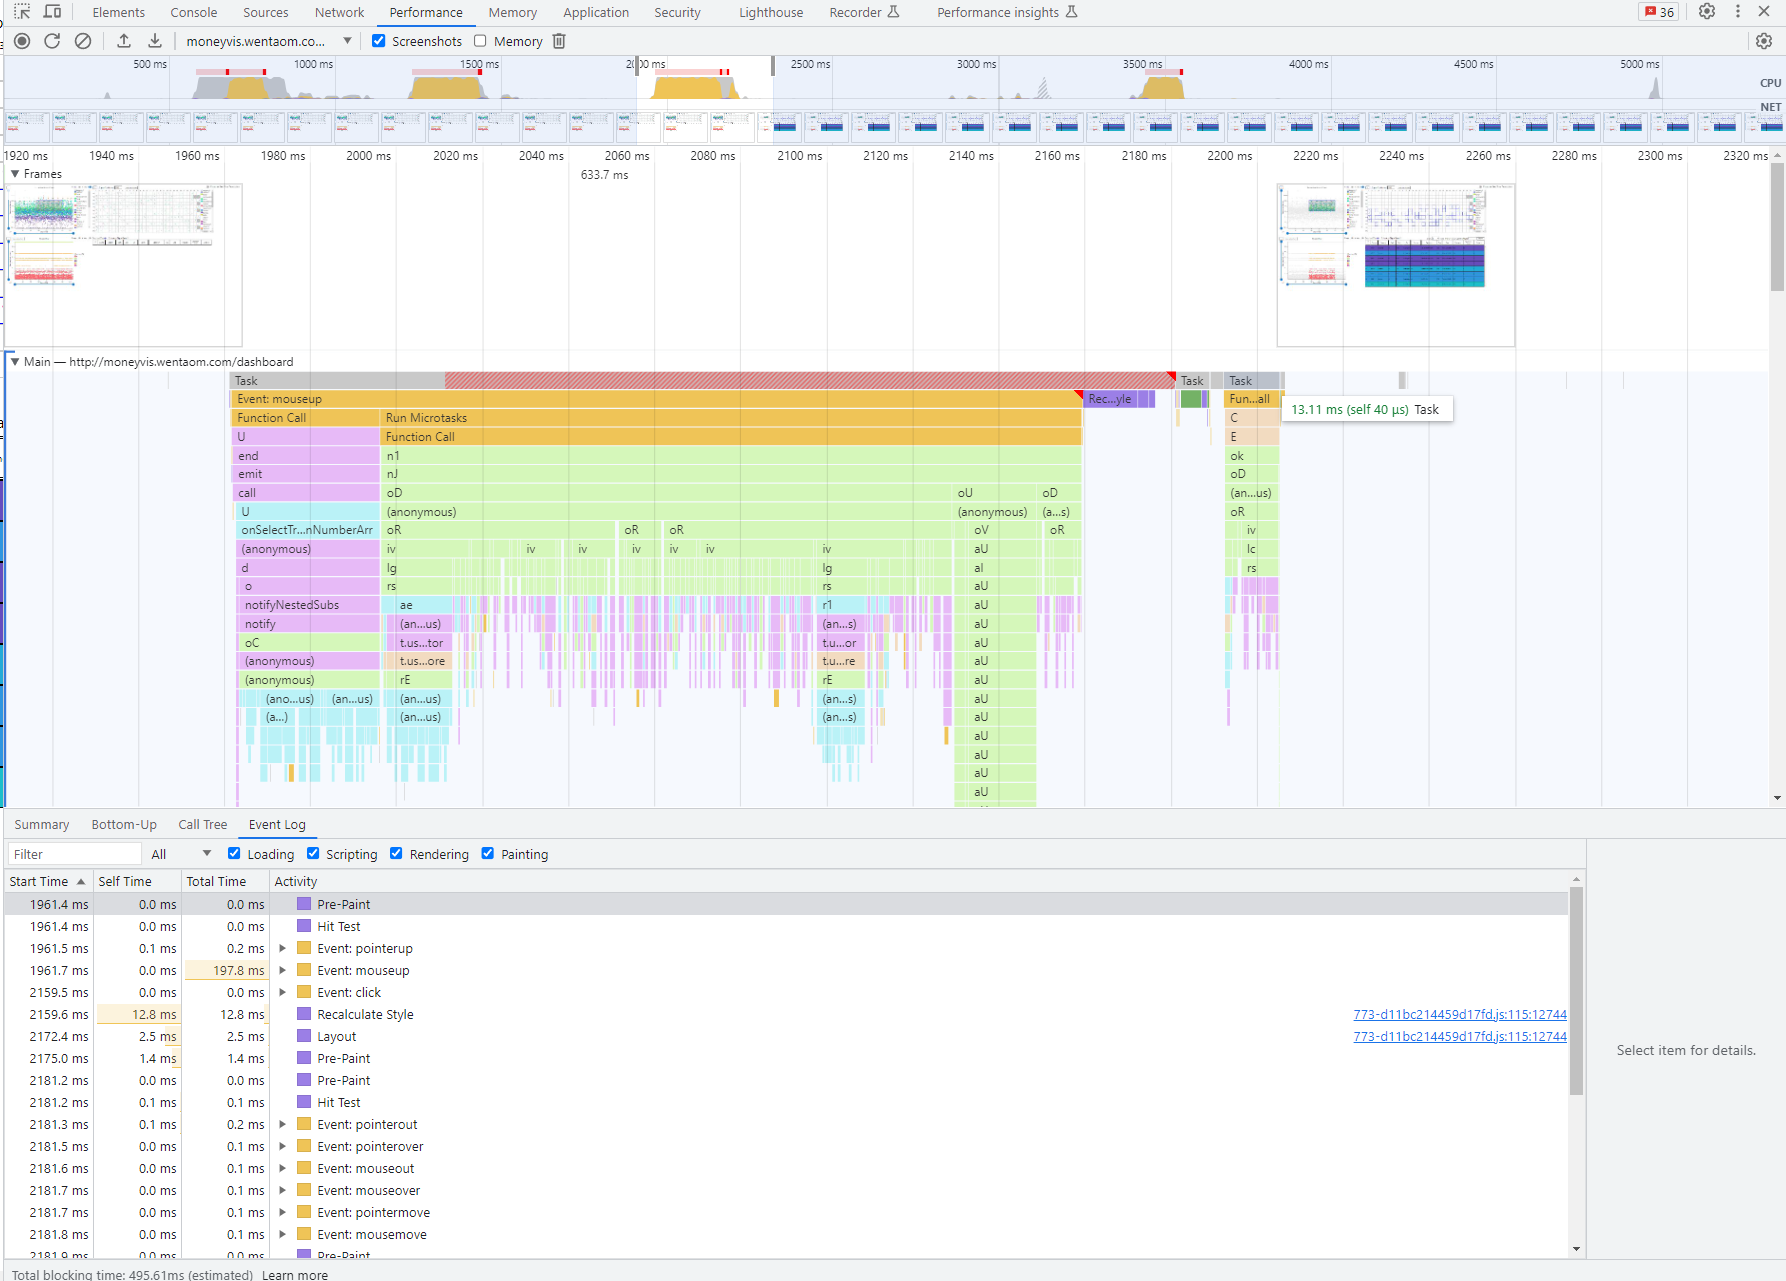 Elements Console Sources Network Performance Memory Application Security Lighthouse Recorder Performance insights 36
moneyvis.wentaom.co... Screenshots Memory
500 ms 1000 ms 1500 ms 2000 ms 2500 ms 3000 ms 3500 ms 4000 ms 4500 ms 5000 ms
CPU
NET
1920 ms 1940 ms 1960 ms 1980 ms 2000 ms 2020 ms 2040 ms 2060 ms 2080 ms 2100 ms 2120 ms 2140 ms 2160 ms 2180 ms 2200 ms 2220 ms 2240 ms 2260 ms 2280 ms 2300 ms 2320 ms
Frames 633.7 ms
Main — http://moneyvis.wentaom.com/dashboard
Task Task Task
Event: mouseup Rec...yle Fun...all
13.11 ms (self 40 μs) Task
Function Call Run Microtasks C
U Function Call E
end n1 ok
emit nJ oD
call oD oU oD (an...us)
U (anonymous) (anonymous) (a...s) oR
onSelectTr...nNumberArr oR oR oR oV oR iv
(anonymous) iv iv iv iv iv iv iv aU lc
d lg lg al rs
o rs rs aU
notifyNestedSubs ae r1 aU
notify (an...us) (an...s) aU
oC t.us...tor t.u...or aU
(anonymous) t.us...ore t.u...re aU
(anonymous) rE rE aU
(ano...us) (an...us) (an...us) (an...s) aU
(a...) (an...us) (an...s) aU
aU
aU
aU
aU
Summary Bottom-Up Call Tree Event Log
Filter All Loading Scripting Rendering Painting
Start Time Self Time Total Time Activity
1961.4 ms 0.0 ms 0.0 ms Pre-Paint
1961.4 ms 0.0 ms 0.0 ms Hit Test
1961.5 ms 0.1 ms 0.2 ms Event: pointerup
1961.7 ms 0.0 ms 197.8 ms Event: mouseup
2159.5 ms 0.0 ms 0.0 ms Event: click
2159.6 ms 12.8 ms 12.8 ms Recalculate Style 773-d11bc214459d17fd.js:115:12744
2172.4 ms 2.5 ms 2.5 ms Layout 773-d11bc214459d17fd.js:115:12744
2175.0 ms 1.4 ms 1.4 ms Pre-Paint
2181.2 ms 0.0 ms 0.0 ms Pre-Paint
2181.2 ms 0.1 ms 0.1 ms Hit Test
2181.3 ms 0.1 ms 0.2 ms Event: pointerout
2181.5 ms 0.0 ms 0.1 ms Event: pointerover
2181.6 ms 0.0 ms 0.1 ms Event: mouseout
2181.7 ms 0.0 ms 0.1 ms Event: mouseover
2181.7 ms 0.0 ms 0.1 ms Event: pointermove
2181.8 ms 0.0 ms 0.1 ms Event: mousemove
2181.9 ms 0.0 ms 0.0 ms Pre-Paint
Select item for details.
Total blocking time: 495.61ms (estimated) Learn more